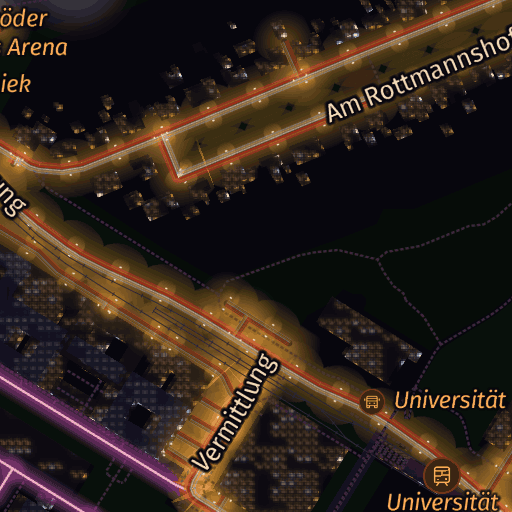 öder
s Arena
iek
Am Rottmannshof
ung
Vermittlung
Universität
Universität